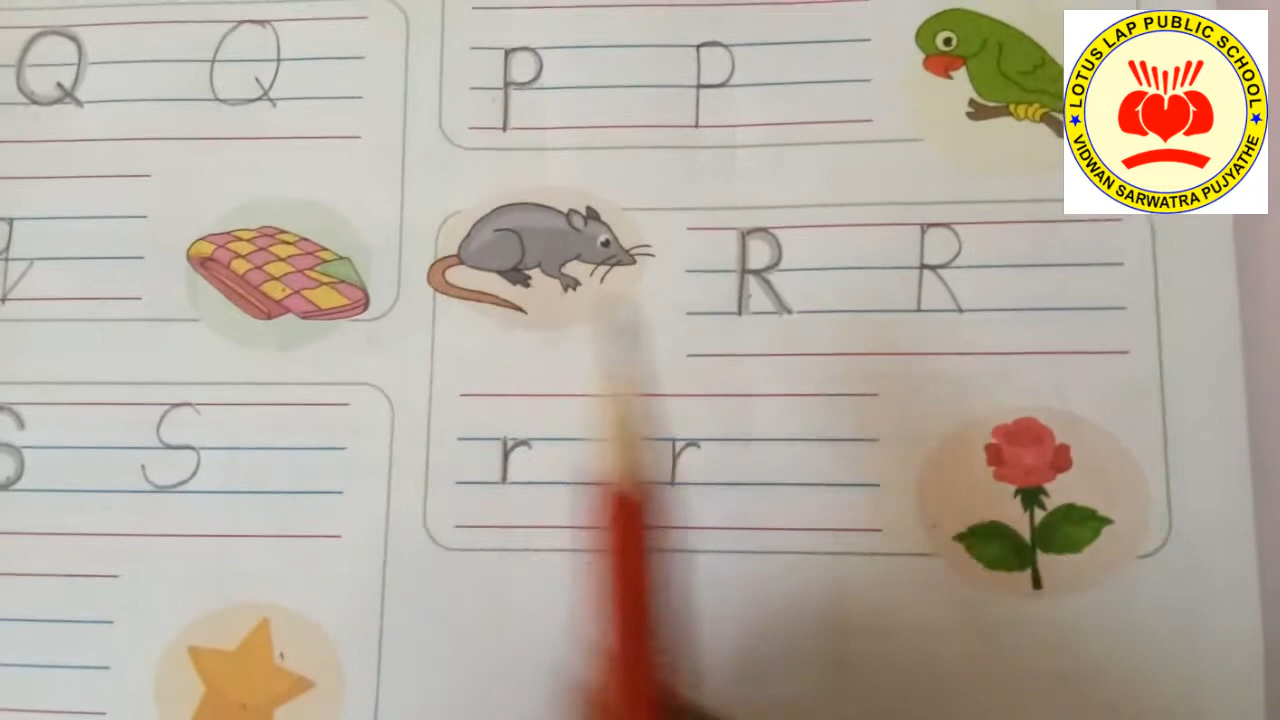 Q Q
p p
q
R R
r r
S S
LOTUS LAP PUBLIC SCHOOL
VIDWAN SARWATRA PUJYATHE